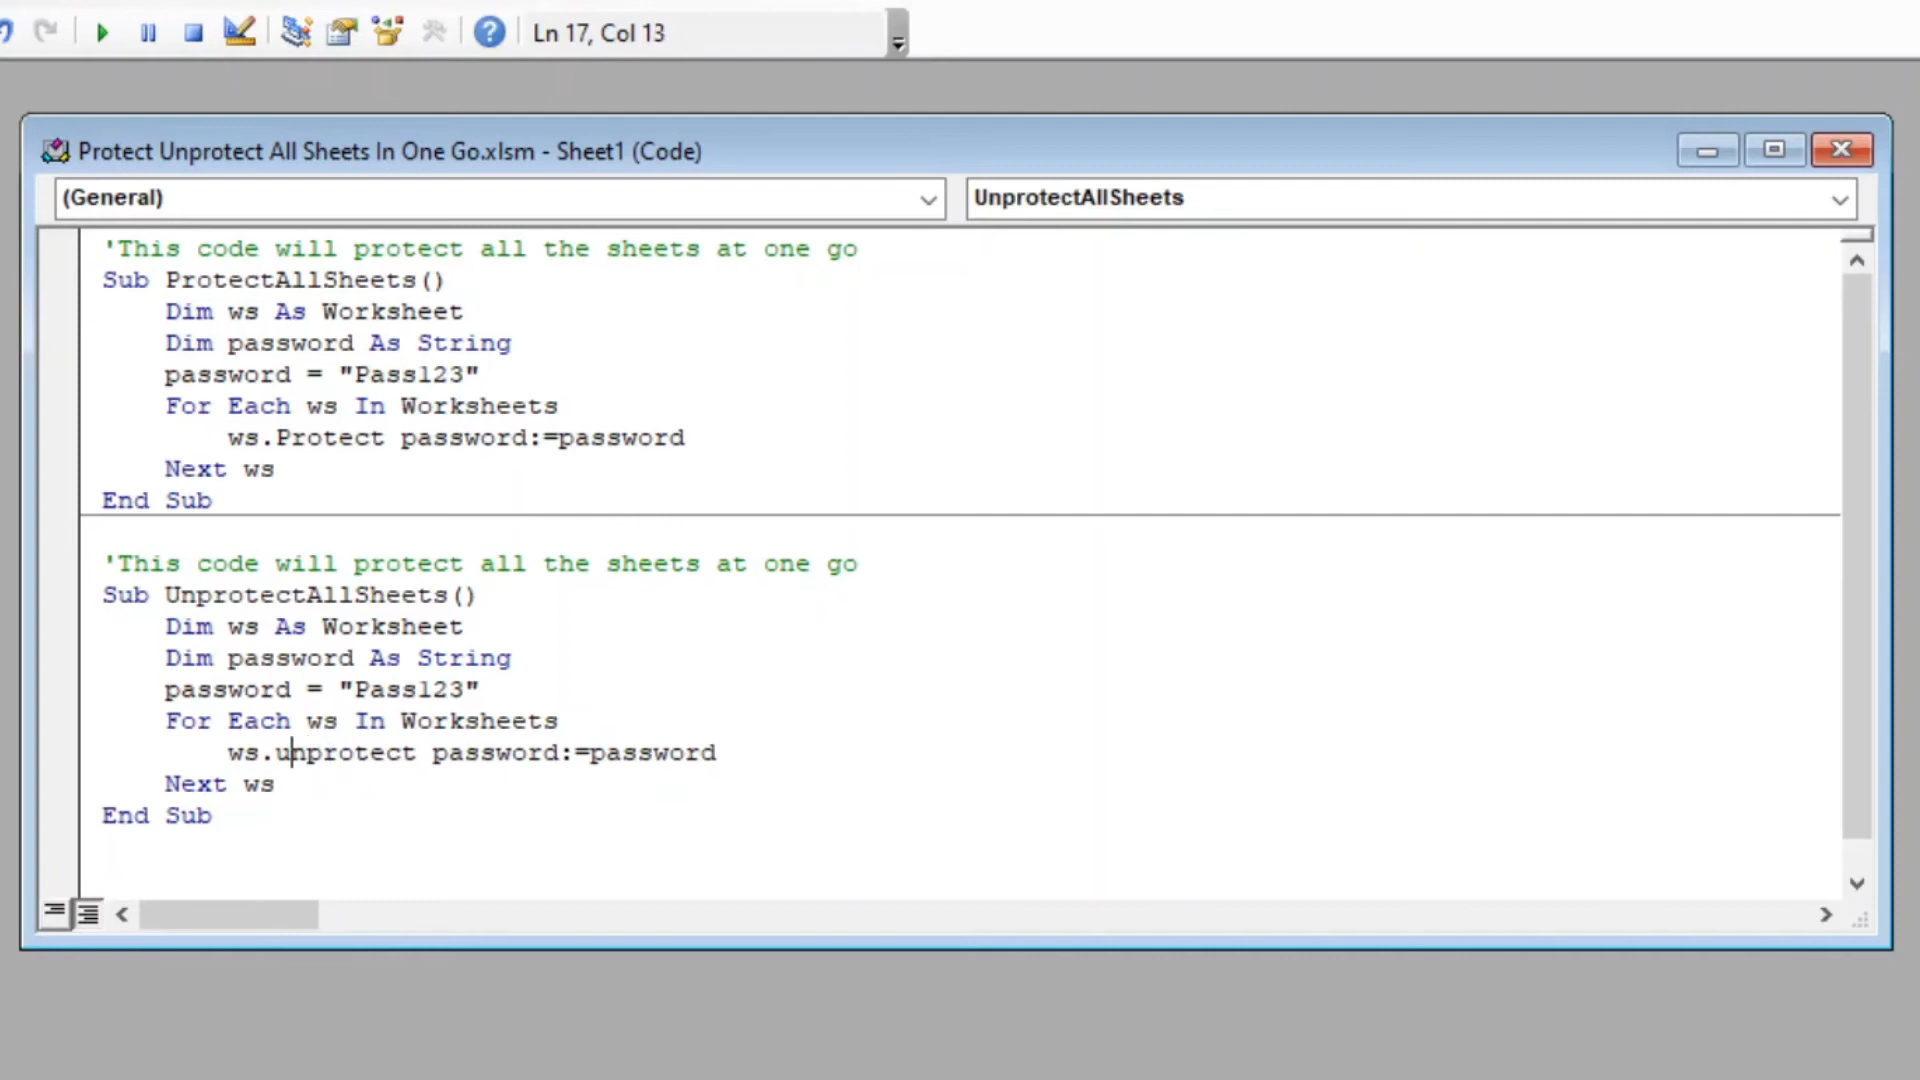 Ln 17, Col 13
Protect Unprotect All Sheets In One Go.xlsm - Sheet1 (Code)
(General)
UnprotectAllSheets
'This code will protect all the sheets at one go
Sub ProtectAllSheets()
    Dim ws As Worksheet
    Dim password As String
    password = "Pass123"
    For Each ws In Worksheets
        ws.Protect password:=password
    Next ws
End Sub
'This code will protect all the sheets at one go
Sub UnprotectAllSheets()
    Dim ws As Worksheet
    Dim password As String
    password = "Pass123"
    For Each ws In Worksheets
        ws.unprotect password:=password
    Next ws
End Sub